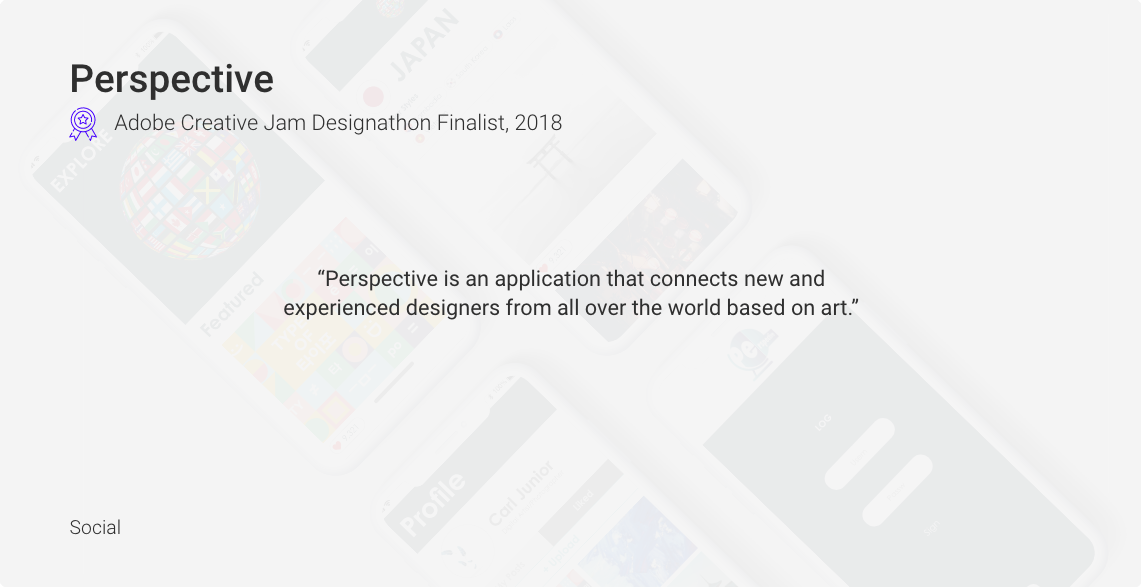 Perspective
Adobe Creative Jam Designathon Finalist, 2018
JAPAN
EXPLORE
“Perspective is an application that connects new and
experienced designers from all over the world based on art.”
Featured
Profile
Carl Junior
Social